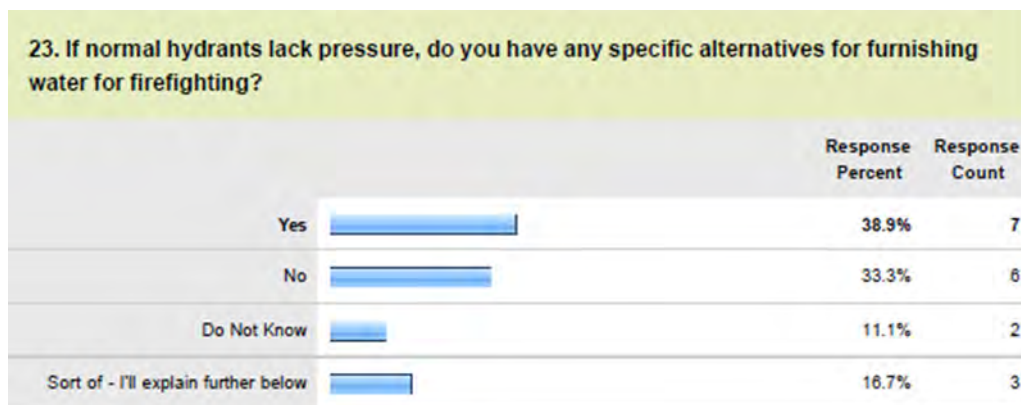 23. If normal hydrants lack pressure, do you have any specific alternatives for furnishing
water for firefighting?
Response Response
Percent Count
Yes 38.9% 7
No 33.3% 6
Do Not Know 11.1% 2
Sort of - I'll explain further below 16.7% 3